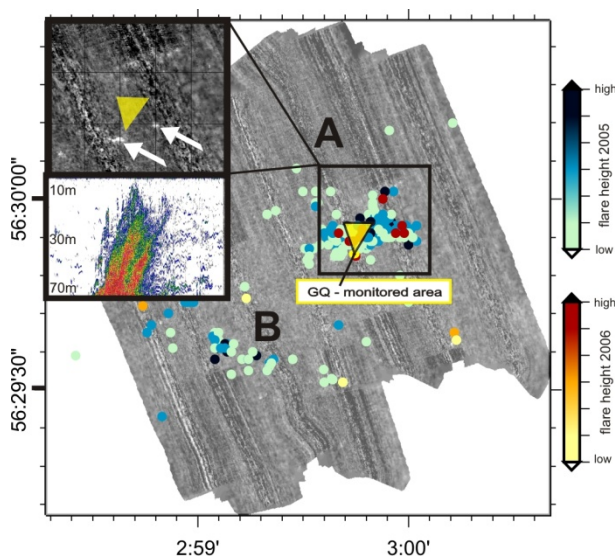 10m
30m
70m
A
B
GQ - monitored area
56:30'00"
56:29'30"
2:59'
3:00'
high
flare height 2005
low
high
flare height 2006
low